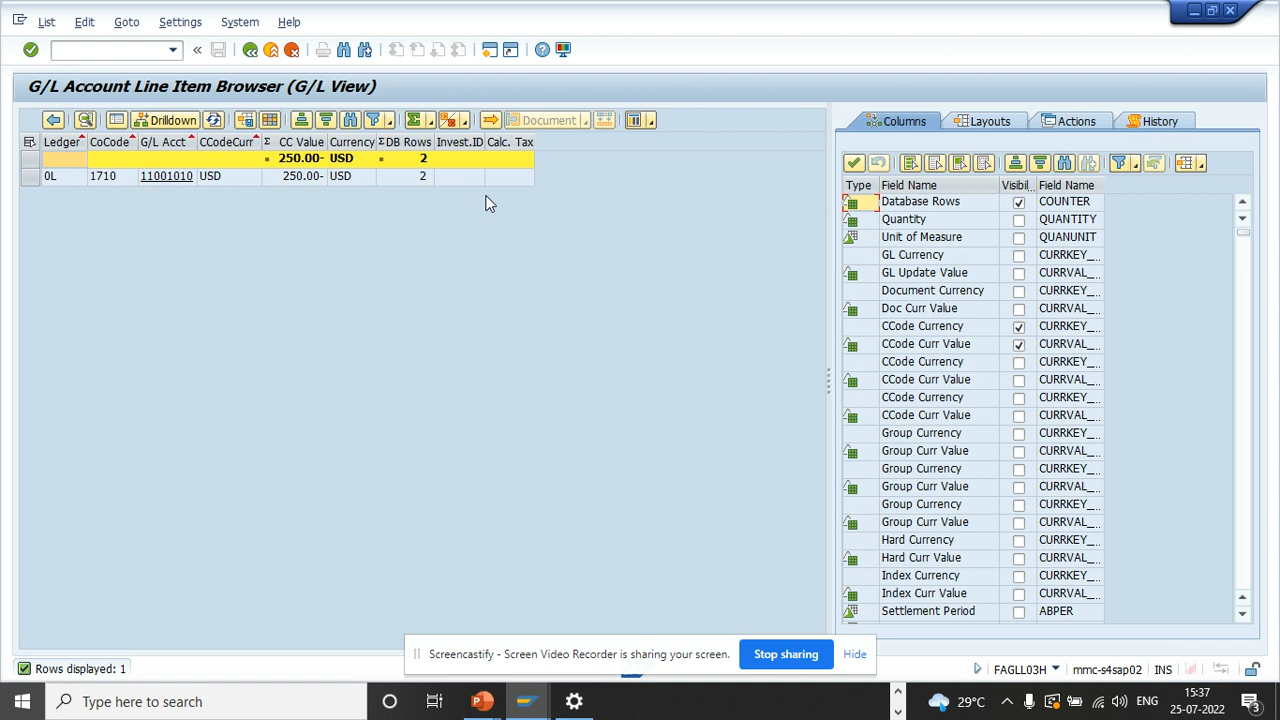 List Edit Goto Settings System Help
G/L Account Line Item Browser (G/L View)
Drilldown Document
Ledger CoCode G/L Acct CCodeCurr Σ CC Value Currency Σ DB Rows Invest.ID Calc. Tax
250.00- USD 2
0L 1710 11001010 USD 250.00- USD 2
Columns Layouts Actions History
Type Field Name Visibil.. Field Name
Database Rows COUNTER
Quantity QUANTITY
Unit of Measure QUANUNIT
GL Currency CURRKEY_...
GL Update Value CURRVAL_...
Document Currency CURRKEY_...
Doc Curr Value CURRVAL_...
CCode Currency CURRKEY_...
CCode Curr Value CURRVAL_...
CCode Currency CURRKEY_...
CCode Curr Value CURRVAL_...
CCode Currency CURRKEY_...
CCode Curr Value CURRVAL_...
Group Currency CURRKEY_...
Group Curr Value CURRVAL_...
Group Currency CURRKEY_...
Group Curr Value CURRVAL_...
Group Currency CURRKEY_...
Group Curr Value CURRVAL_...
Hard Currency CURRKEY_...
Hard Curr Value CURRVAL_...
Index Currency CURRKEY_...
Index Curr Value CURRVAL_...
Settlement Period ABPER
Screencastify - Screen Video Recorder is sharing your screen. Stop sharing Hide
Rows displayed: 1
FAGLL03H mmc-s4sap02 INS
Type here to search
29°C ENG
15:37
25-07-2022
3